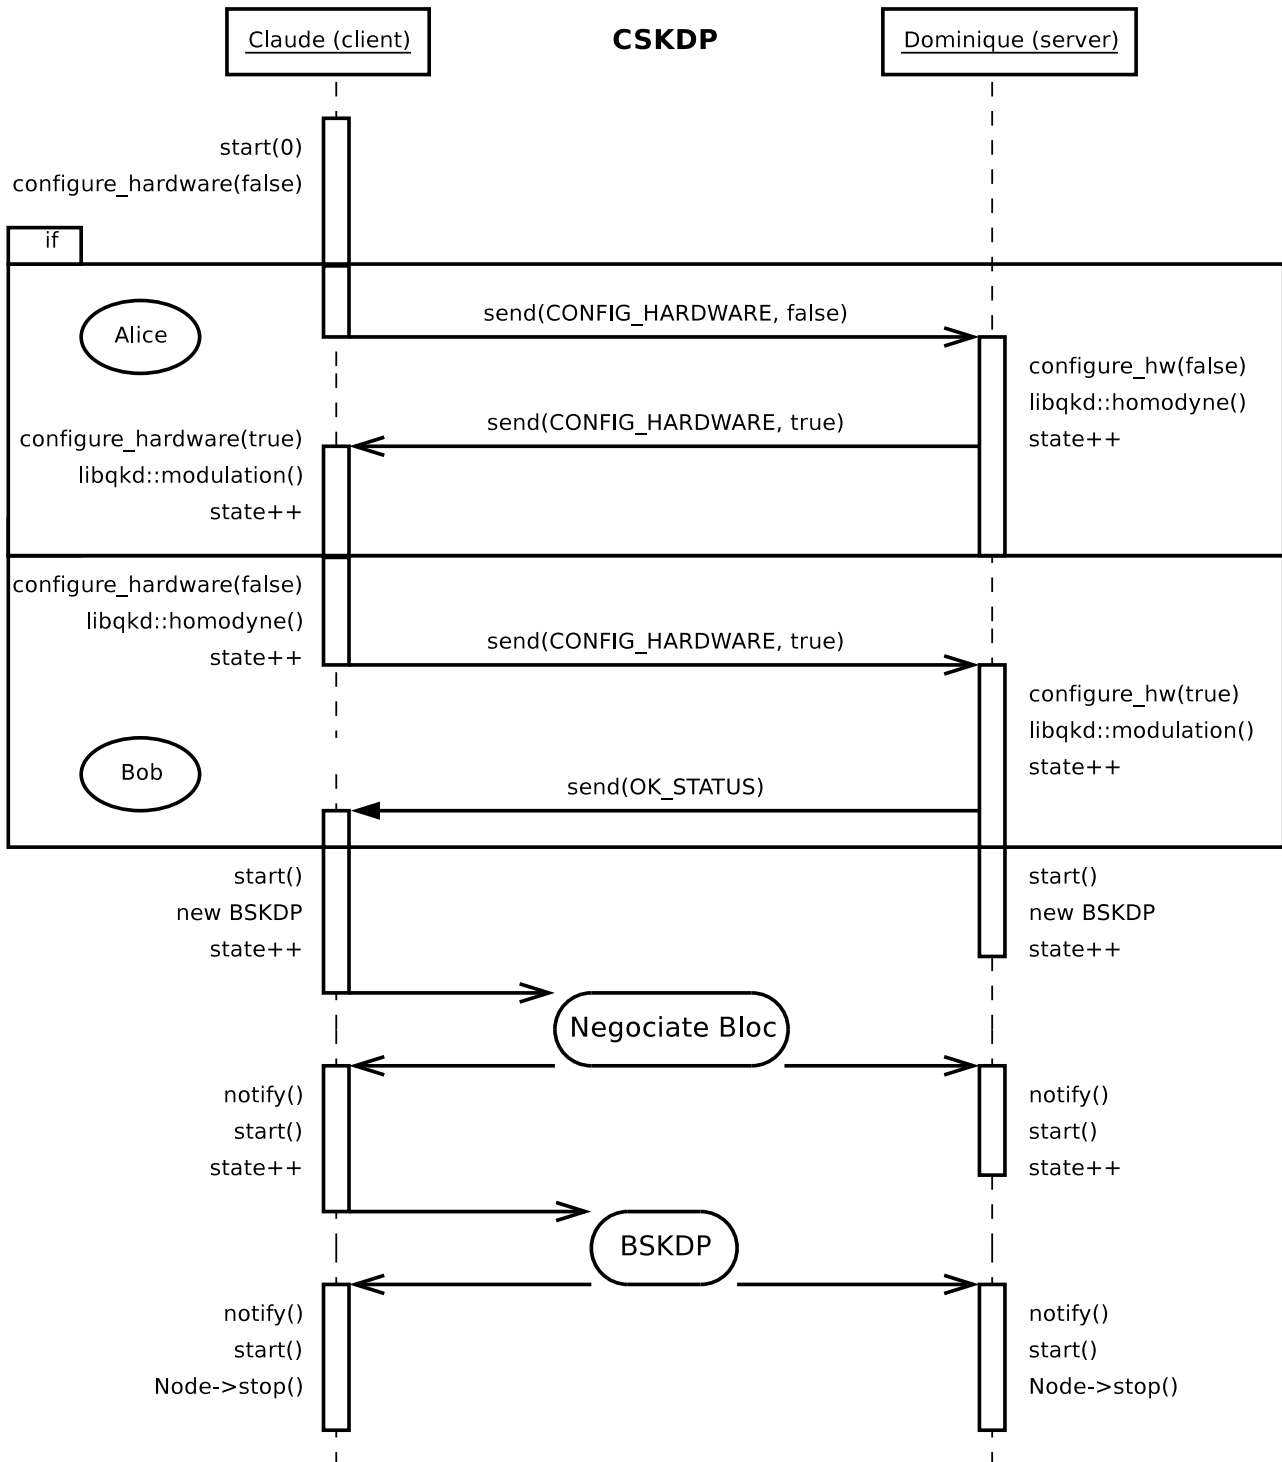 Claude (client)
CSKDP
Dominique (server)
start(0)
configure_hardware(false)
if
send(CONFIG_HARDWARE, false)
Alice
configure_hw(false)
libqkd::homodyne()
state++
send(CONFIG_HARDWARE, true)
configure_hardware(true)
libqkd::modulation()
state++
configure_hardware(false)
libqkd::homodyne()
state++
send(CONFIG_HARDWARE, true)
configure_hw(true)
libqkd::modulation()
state++
Bob
send(OK_STATUS)
start()
new BSKDP
state++
start()
new BSKDP
state++
Negociate Bloc
notify()
start()
state++
notify()
start()
state++
BSKDP
notify()
start()
Node->stop()
notify()
start()
Node->stop()